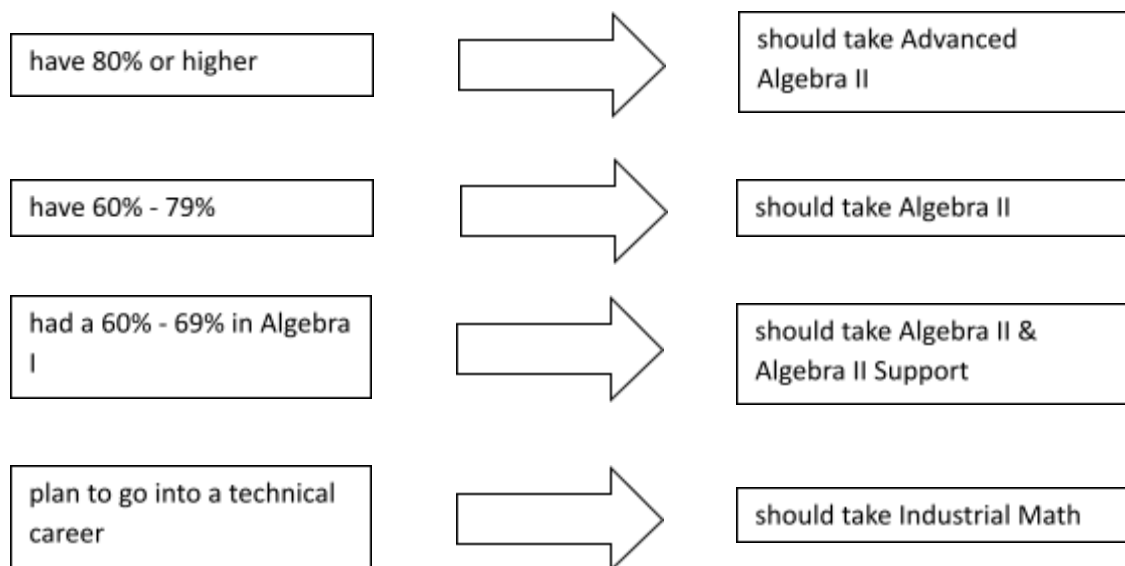 have 80% or higher
should take Advanced
Algebra II
have 60% - 79%
should take Algebra II
had a 60% - 69% in Algebra
I
should take Algebra II &
Algebra II Support
plan to go into a technical
career
should take Industrial Math